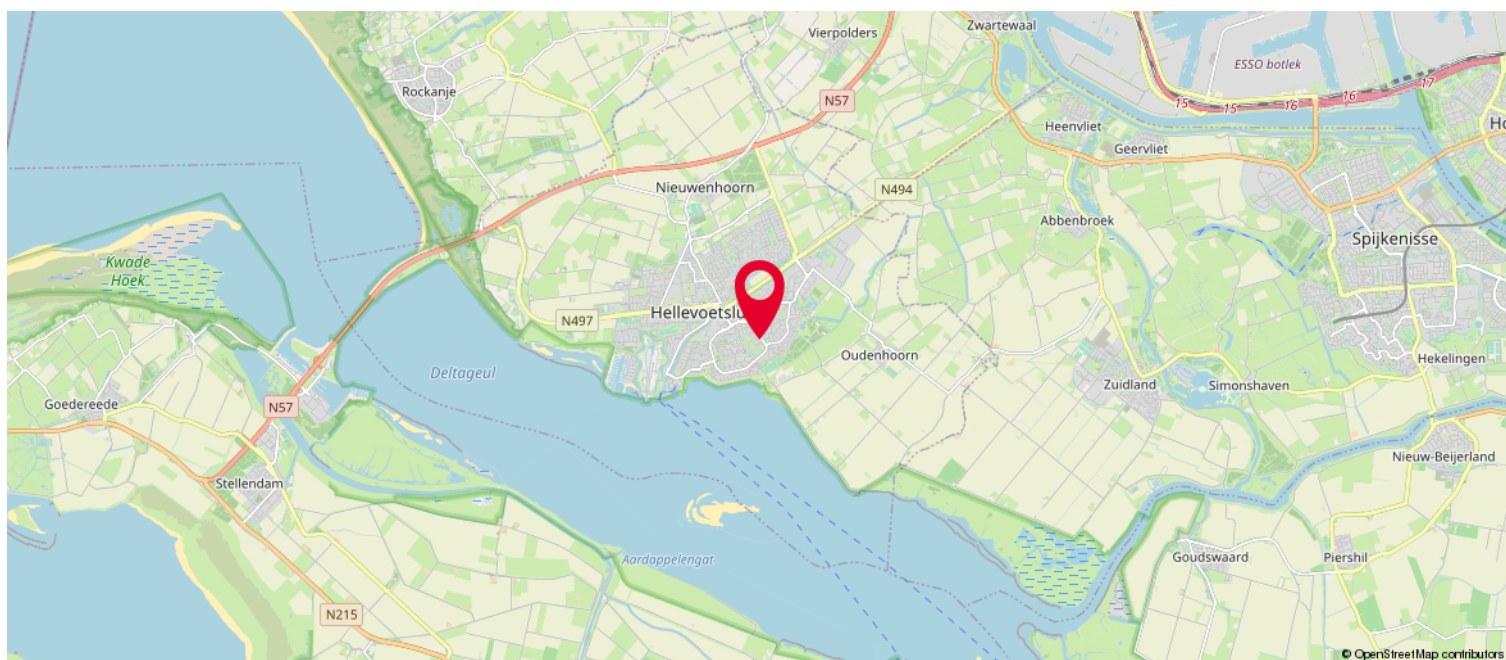 Zwartewaal
Vierpolders
ESSO botlek
Rockanje
N57
15
15
16
16
17
Heenvliet
Geervliet
Nieuwenhoorn
N494
Abbenbroek
Spijkenisse
Kwade
Hoek
N497
Oudenhoorn
Hekelingen
Deltageul
Zuidland
Simonshaven
Goedereede
N57
Nieuw-Beijerland
Stellendam
Aardappelengat
Goudswaard
Piershil
N215
© OpenStreetMap contributors